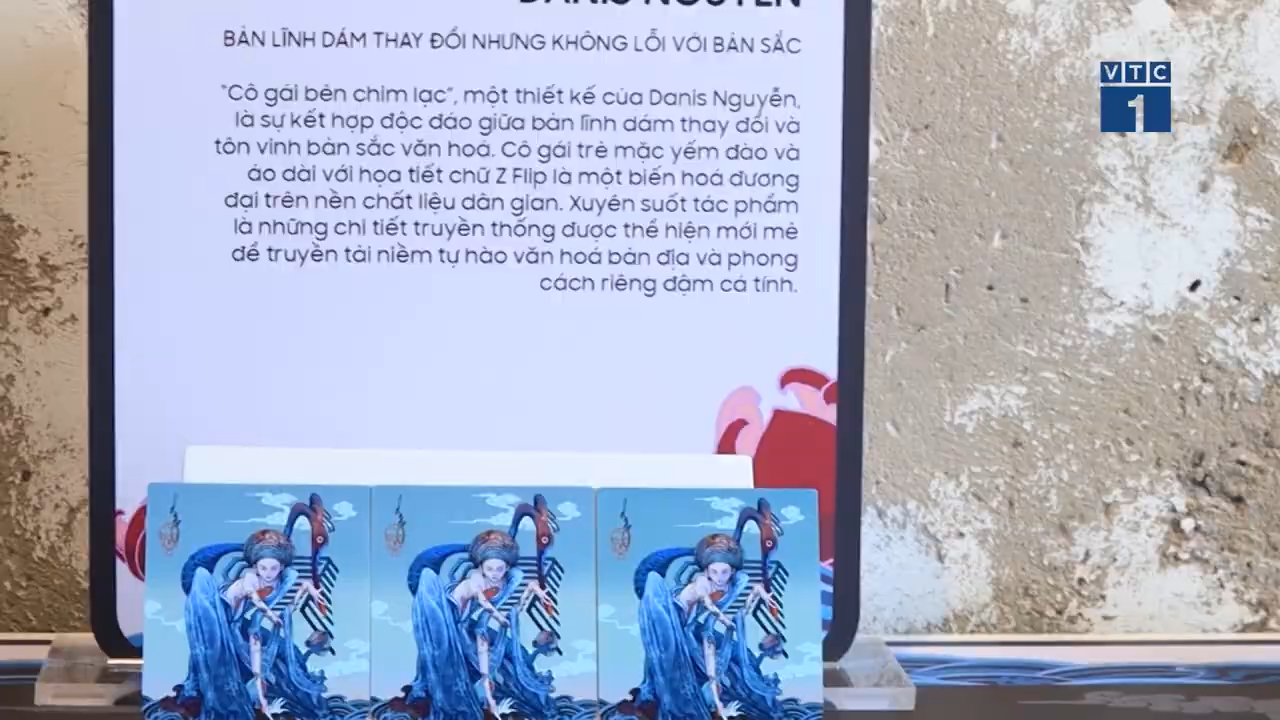 DANIS NGUYỄN
BẢN LĨNH DÁM THAY ĐỔI NHƯNG KHÔNG LỖI VỚI BẢN SẮC
"Cô gái bên chim lạc", một thiết kế của Danis Nguyễn,
là sự kết hợp độc đáo giữa bản lĩnh dám thay đổi và
tôn vinh bản sắc văn hoá. Cô gái trẻ mặc yếm đào và
áo dài với họa tiết chữ Z Flip là một biến hoá đương
đại trên nền chất liệu dân gian. Xuyên suốt tác phẩm
là những chi tiết truyền thống được thể hiện mới mẻ
để truyền tải niềm tự hào văn hoá bản địa và phong
cách riêng đậm cá tính.
VTC
1